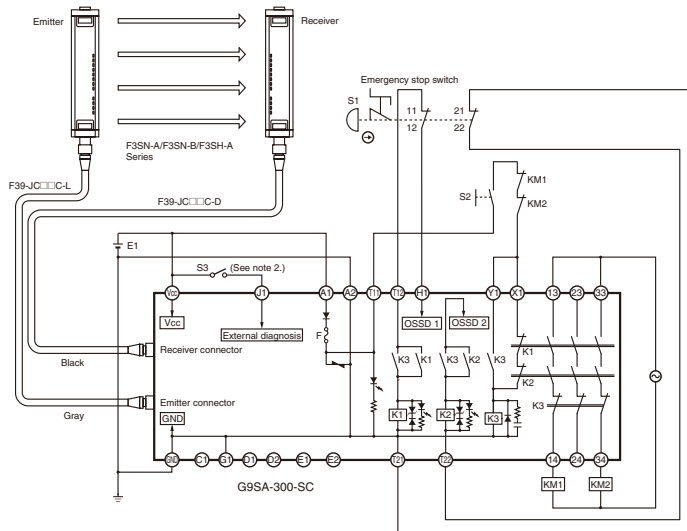 Emitter
Receiver
Emergency stop switch
S1
11
12
21
22
F3SN-A/F3SN-B/F3SH-A
Series
F39-JC□□C-L
F39-JC□□C-D
S2
KM1
KM2
E1
S3
(See note 2.)
Vcc
J1
A1
A2
T11
T12
H1
Y1
X1
13
23
33
Vcc
External diagnosis
F
OSSD 1
OSSD 2
Receiver connector
Black
K3
K1
K3
K2
K3
K1
K2
Emitter connector
Gray
GND
K1
K2
K3
K3
GND
C1
G1
D1
D2
E1
E2
T21
T22
14
24
34
G9SA-300-SC
KM1
KM2